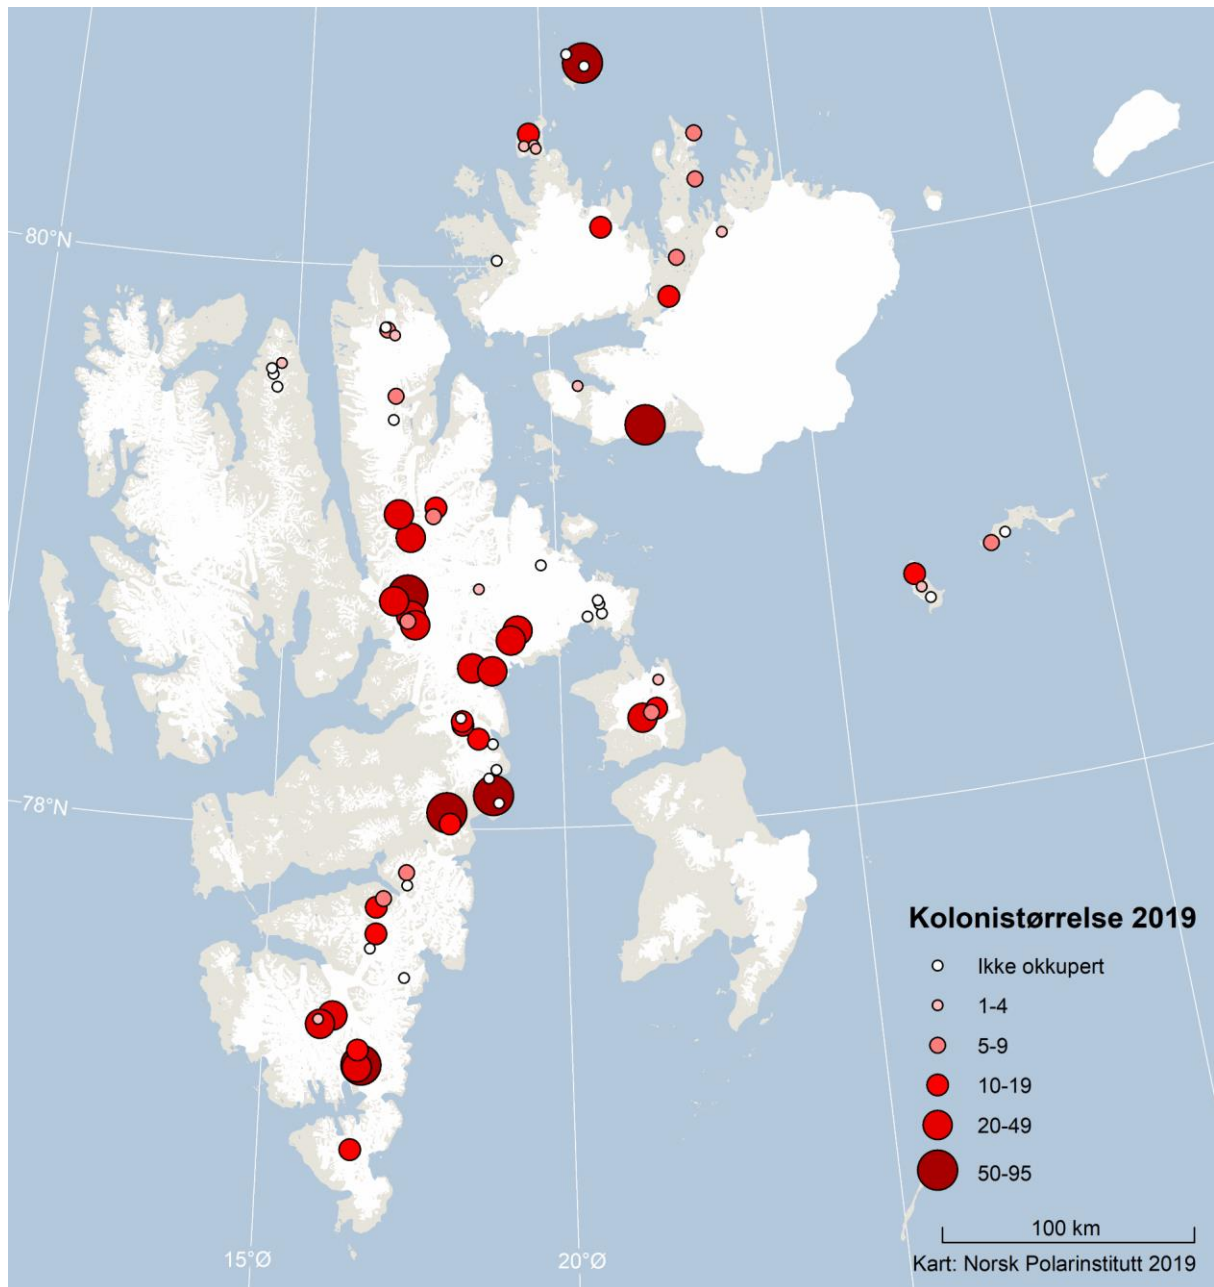 80°N
78°N
Kolonistørrelse 2019
Ikke okkupert
1-4
5-9
10-19
20-49
50-95
100 km
15°Ø
20°Ø
Kart: Norsk Polarinstitutt 2019